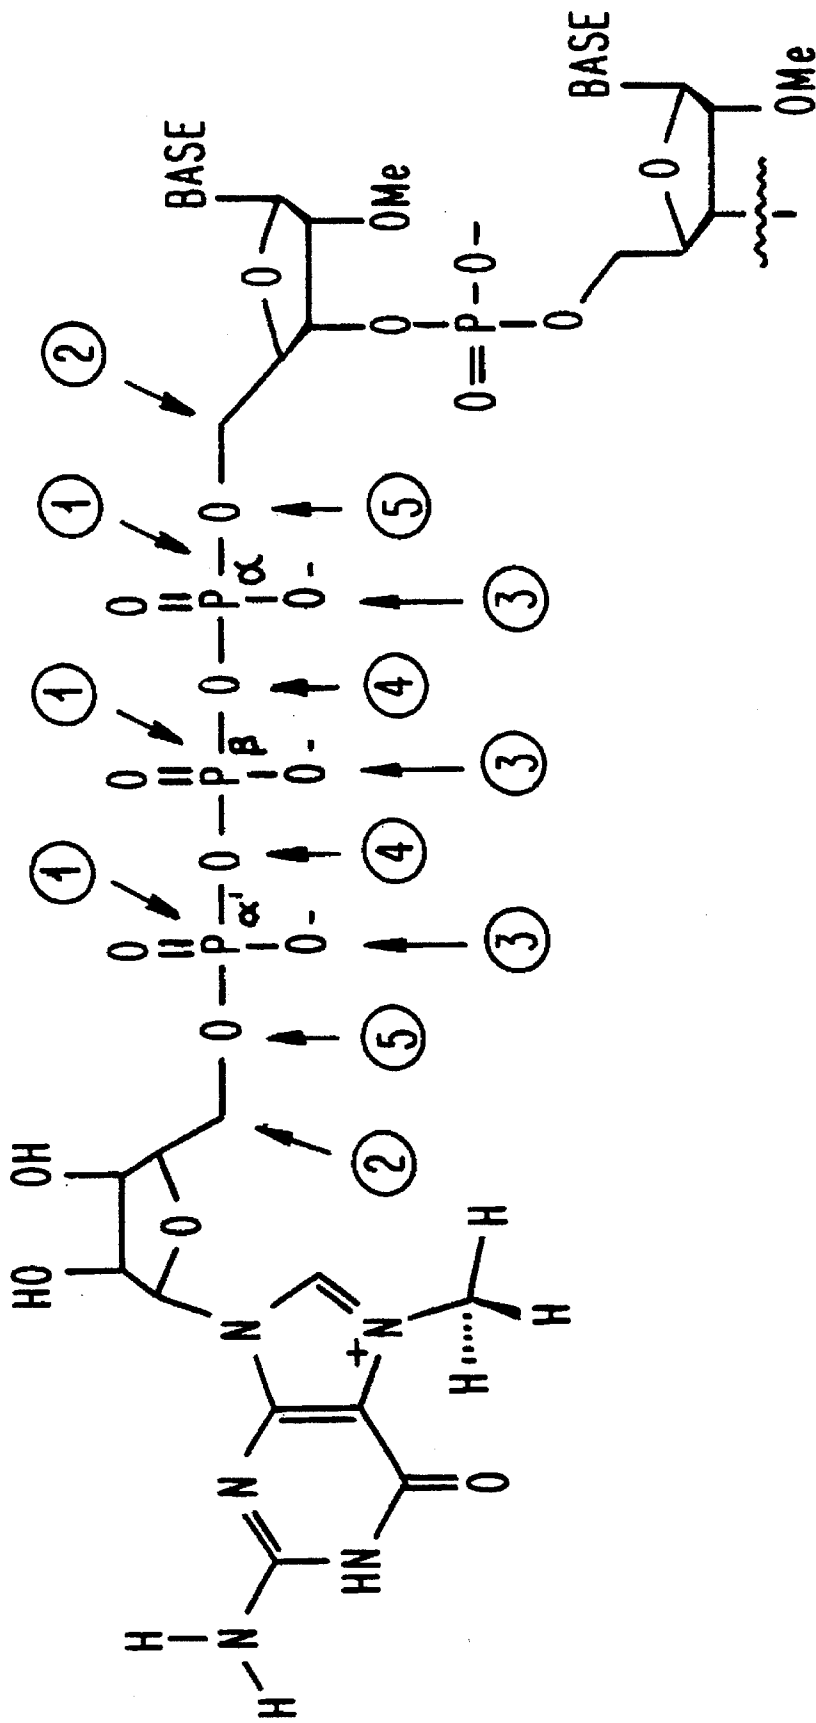 HO OH ① ① ① ②
H O O O BASE
O
N N N O P O P O P O
α' β α O
H O- O- O-
HN + N ② ⑤ ④ ④ ⑤ O OMe
H O H ③ ③ ③ O P O-
H O
BASE
O
OMe